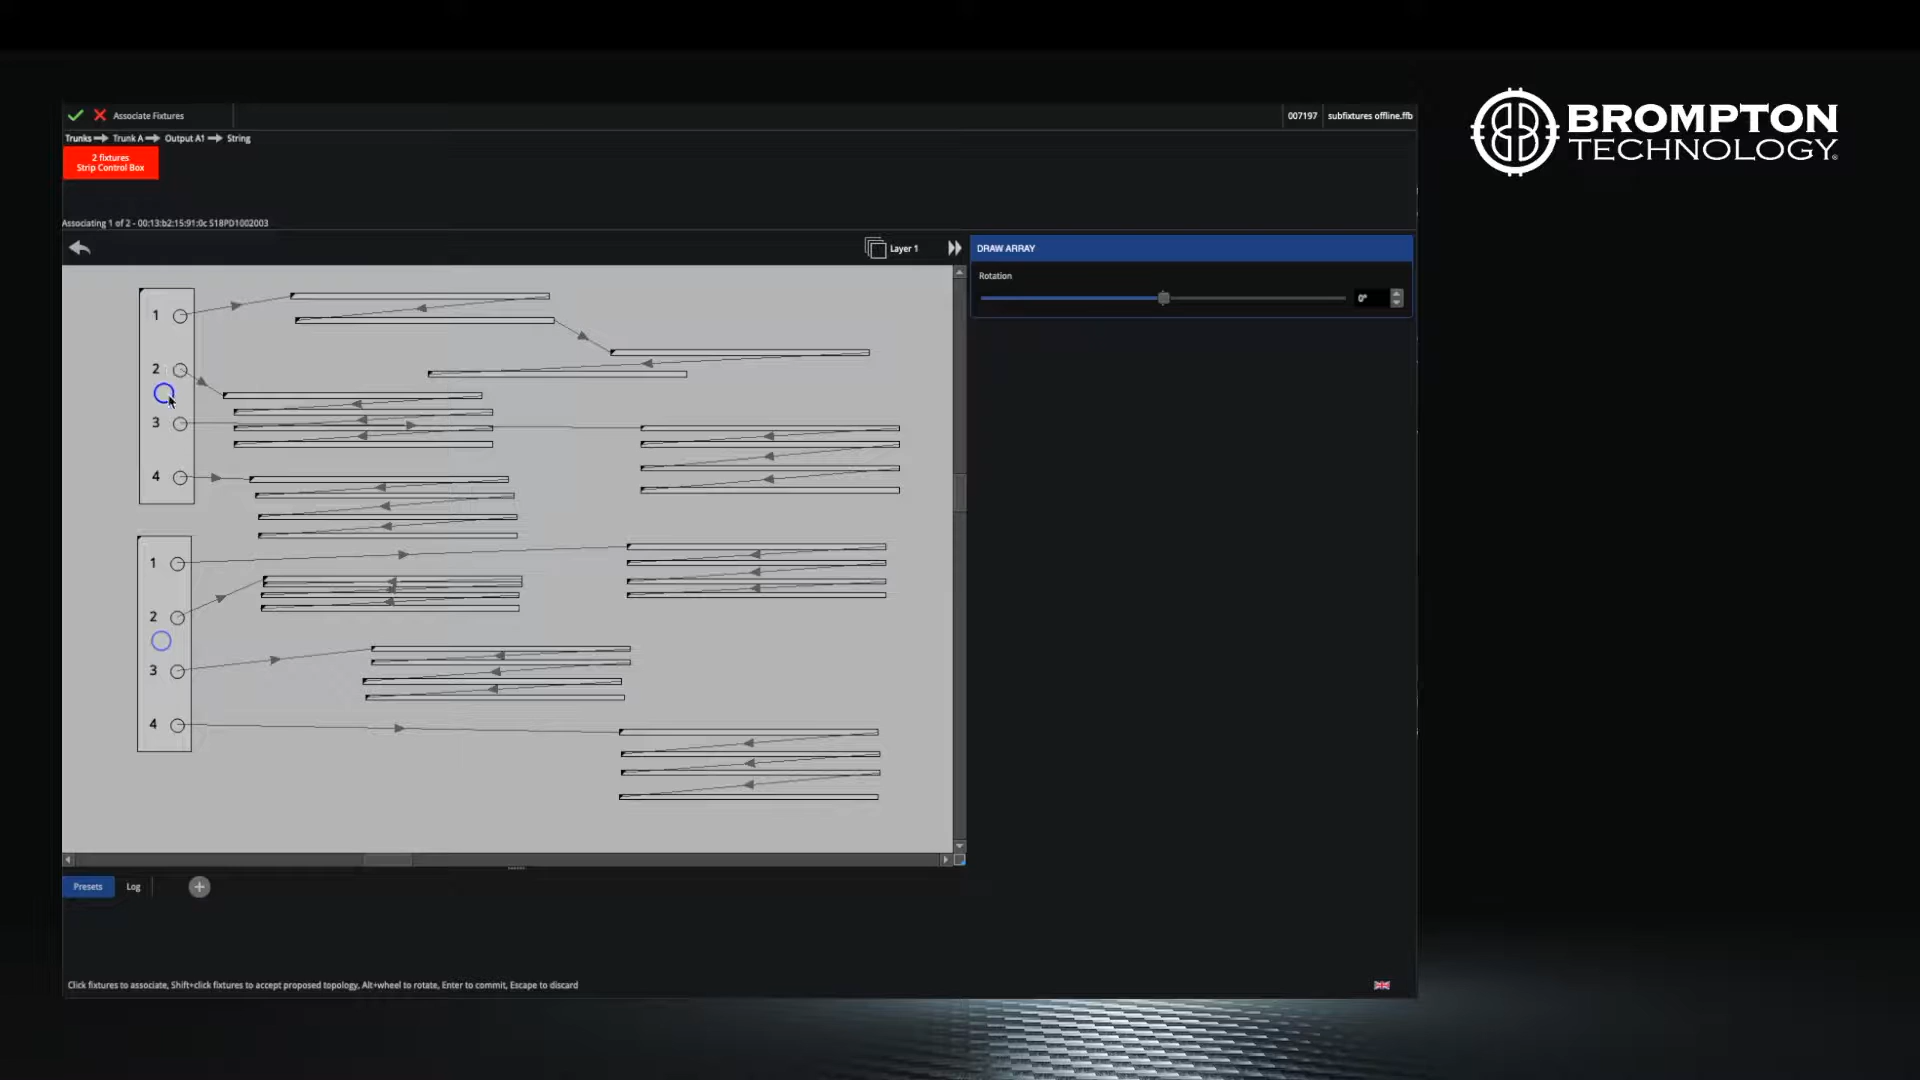 BROMPTON
TECHNOLOGY
Associate Fixtures
007197
subfixtures offline.ffb
Trunks Trunk A Output A1 String
2 fixtures
Strip Control Box
Associating 1 of 2 - 00:13:b2:15:91:0c S18PD1002003
Layer 1
DRAW ARRAY
Rotation
0°
1
2
3
4
1
2
3
4
Presets
Log
Click fixtures to associate, Shift+click fixtures to accept proposed topology, Alt+wheel to rotate, Enter to commit, Escape to discard